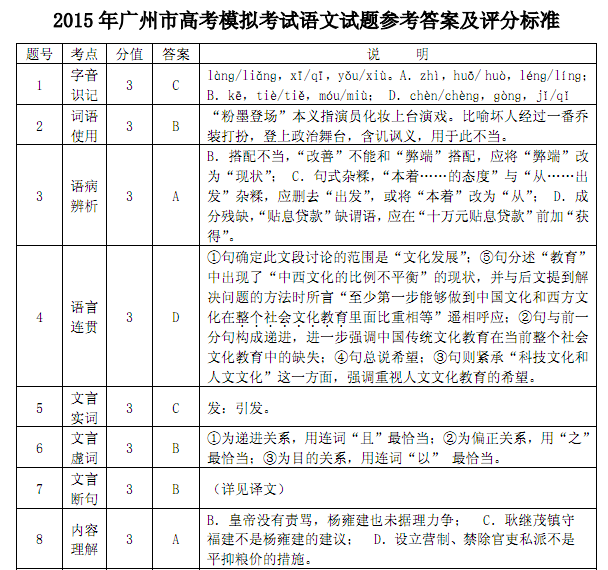 2015 年广州市高考模拟考试语文试题参考答案及评分标准
题号 考点 分值 答案 说 明
1 字音识记 3 C làng/liǎng，xī/qī，yǒu/xiù。A．zhì，huō/ huò，léng/líng；
B．kē，tiè/tiě，móu/miù； D．chèn/chèng，gòng，jī/qī
2 词语使用 3 B “粉墨登场”本义指演员化妆上台演戏。比喻坏人经过一番乔
装打扮，登上政治舞台，含讥讽义，用于此不当。
3 语病辨析 3 A B．搭配不当，“改善”不能和“弊端”搭配，应将“弊端”改
为“现状”； C．句式杂糅，“本着……的态度”与“从……出
发”杂糅，应删去“出发”，或将“本着”改为“从”； D．成
分残缺，“贴息贷款”缺谓语，应在“十万元贴息贷款”前加“获
得”。
4 语言连贯 3 D ①句确定此文段讨论的范围是“文化发展”；⑤句分述“教育”
中出现了“中西文化的比例不平衡”的现状，并与后文提到解
决问题的方法时所言“至少第一步能够做到中国文化和西方文
化在整个社会文化教育里面比重相等”遥相呼应；②句与前一
分句构成递进，进一步强调中国传统文化教育在当前整个社会
文化教育中的缺失；④句总说希望；③句则紧承“科技文化和
人文文化”这一方面，强调重视人文文化教育的希望。
5 文言实词 3 C 发：引发。
6 文言虚词 3 B ①为递进关系，用连词“且”最恰当；②为偏正关系，用“之”
最恰当；③为目的关系，用连词“以” 最恰当。
7 文言断句 3 B （详见译文）
8 内容理解 3 A B．皇帝没有责骂，杨雍建也未据理力争； C．耿继茂镇守
福建不是杨雍建的建议； D．设立营制、禁除官吏私派不是
平抑粮价的措施。